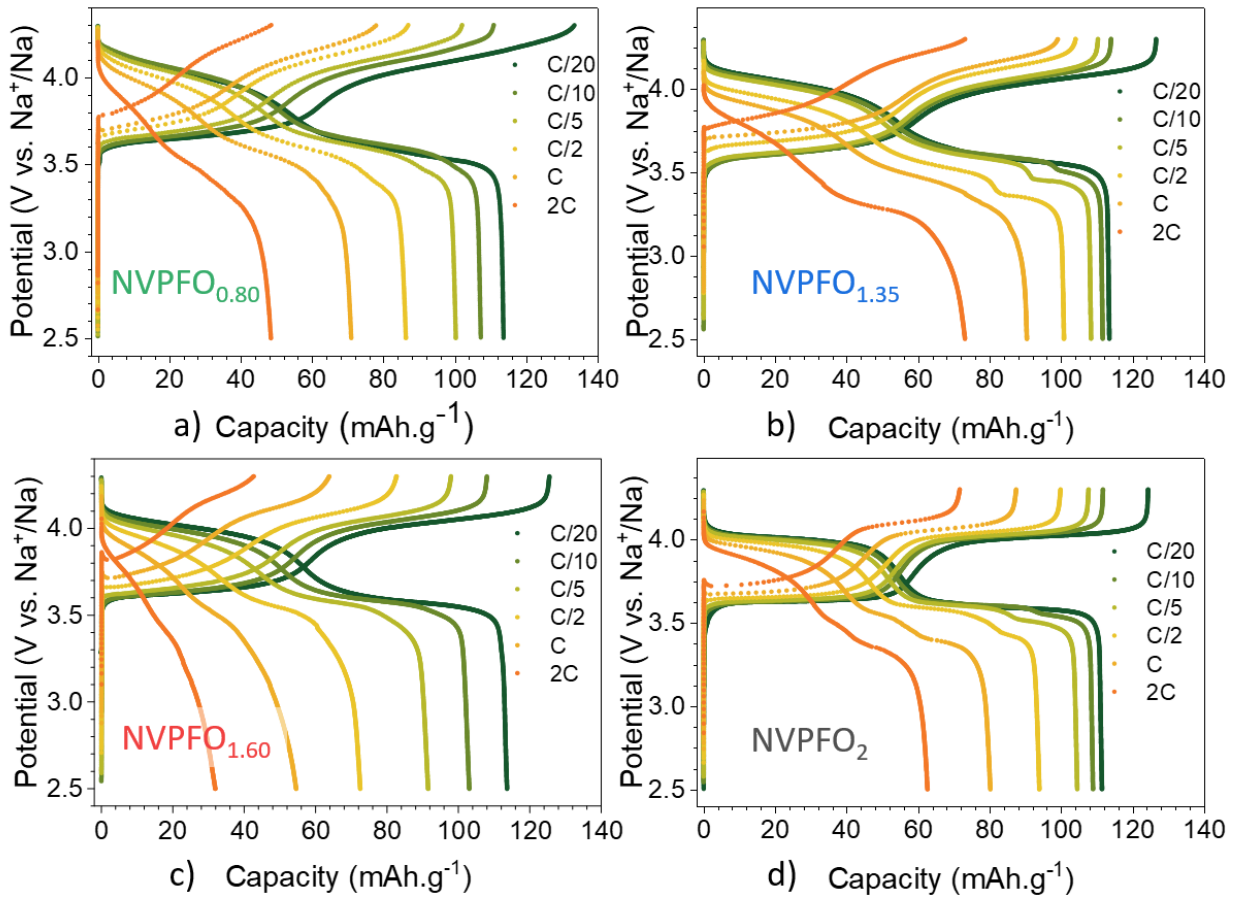 Potential (V vs. Na⁺/Na)
4.0
3.5
3.0
2.5
C/20
C/10
C/5
C/2
C
2C
NVPFO₀.₈₀
0 20 40 60 80 100 120 140
a) Capacity (mAh.g⁻¹)
Potential (V vs. Na⁺/Na)
4.0
3.5
3.0
2.5
C/20
C/10
C/5
C/2
C
2C
NVPFO₁.₃₅
0 20 40 60 80 100 120 140
b) Capacity (mAh.g⁻¹)
Potential (V vs. Na⁺/Na)
4.0
3.5
3.0
2.5
C/20
C/10
C/5
C/2
C
2C
NVPFO₁.₆₀
0 20 40 60 80 100 120 140
c) Capacity (mAh.g⁻¹)
Potential (V vs. Na⁺/Na)
4.0
3.5
3.0
2.5
C/20
C/10
C/5
C/2
C
2C
NVPFO₂
0 20 40 60 80 100 120 140
d) Capacity (mAh.g⁻¹)